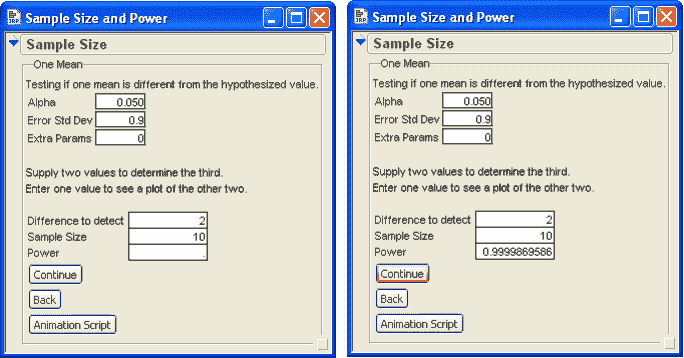 Sample Size and Power
Sample Size
One Mean
Testing if one mean is different from the hypothesized value.
Alpha 0.050
Error Std Dev 0.9
Extra Params 0
Supply two values to determine the third.
Enter one value to see a plot of the other two.
Difference to detect 2
Sample Size 10
Power .
Continue
Back
Animation Script
Sample Size and Power
Sample Size
One Mean
Testing if one mean is different from the hypothesized value.
Alpha 0.050
Error Std Dev 0.9
Extra Params 0
Supply two values to determine the third.
Enter one value to see a plot of the other two.
Difference to detect 2
Sample Size 10
Power 0.9999869586
Continue
Back
Animation Script